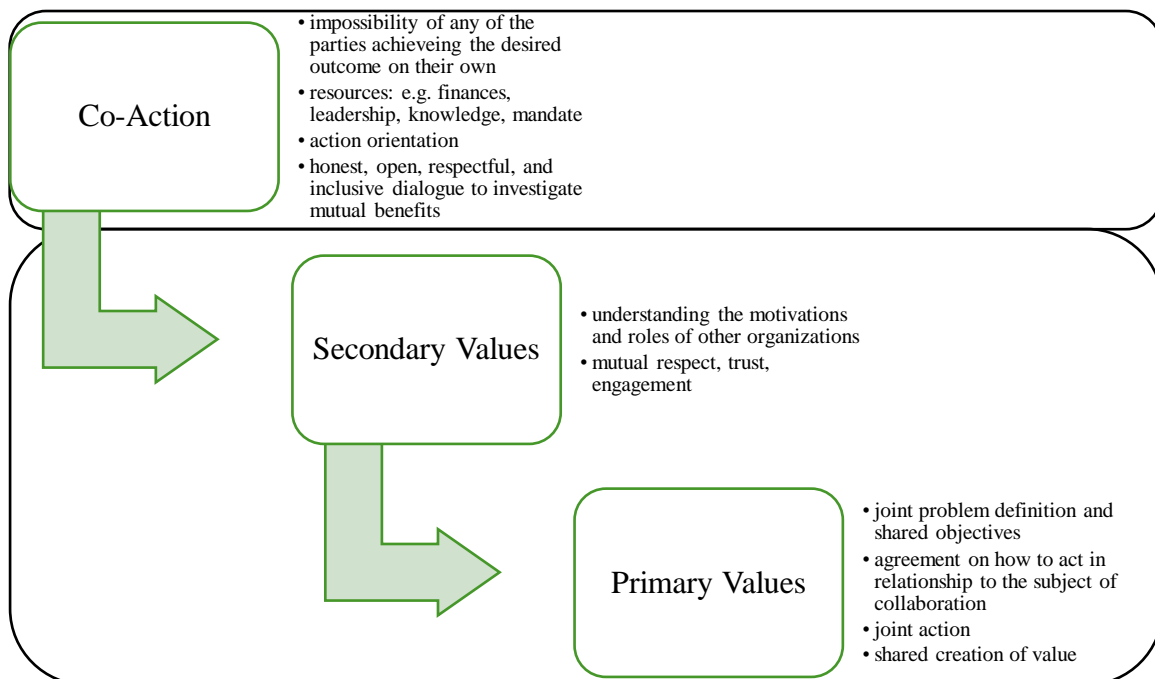 Co-Action
• impossibility of any of the
parties achieveing the desired
outcome on their own
• resources: e.g. finances,
leadership, knowledge, mandate
• action orientation
• honest, open, respectful, and
inclusive dialogue to investigate
mutual benefits
Secondary Values
• understanding the motivations
and roles of other organizations
• mutual respect, trust,
engagement
Primary Values
• joint problem definition and
shared objectives
• agreement on how to act in
relationship to the subject of
collaboration
• joint action
• shared creation of value